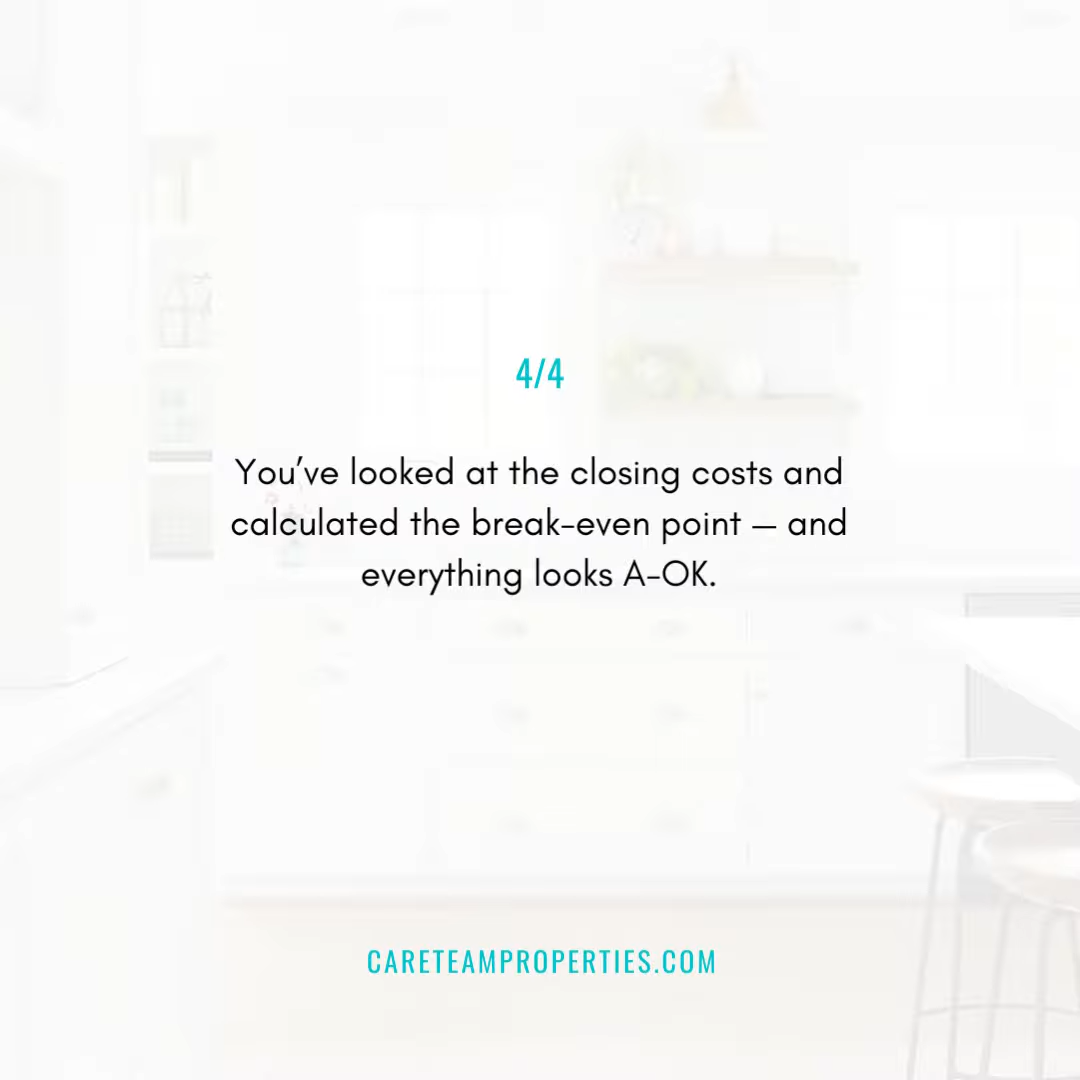 4/4
You’ve looked at the closing costs and
calculated the break-even point — and
everything looks A-OK.
CARETEAMPROPERTIES.COM